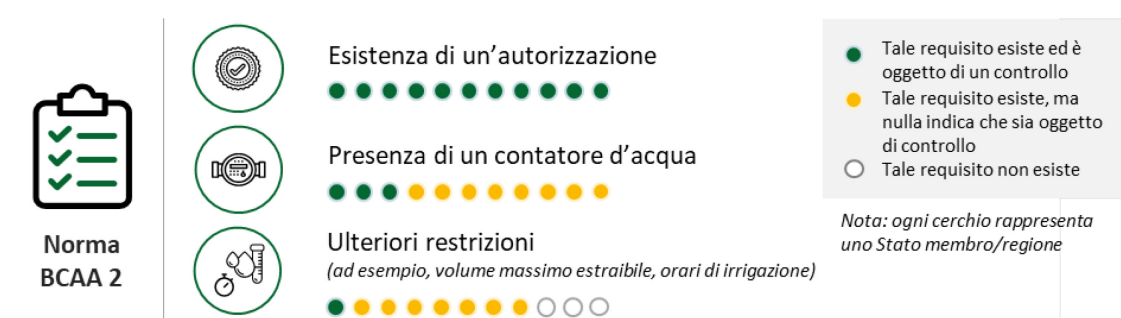 Norma
BCAA 2
Esistenza di un’autorizzazione
Presenza di un contatore d’acqua
Ulteriori restrizioni
(ad esempio, volume massimo estraibile, orari di irrigazione)
Tale requisito esiste ed è
oggetto di un controllo
Tale requisito esiste, ma
nulla indica che sia oggetto
di controllo
Tale requisito non esiste
Nota: ogni cerchio rappresenta
uno Stato membro/regione